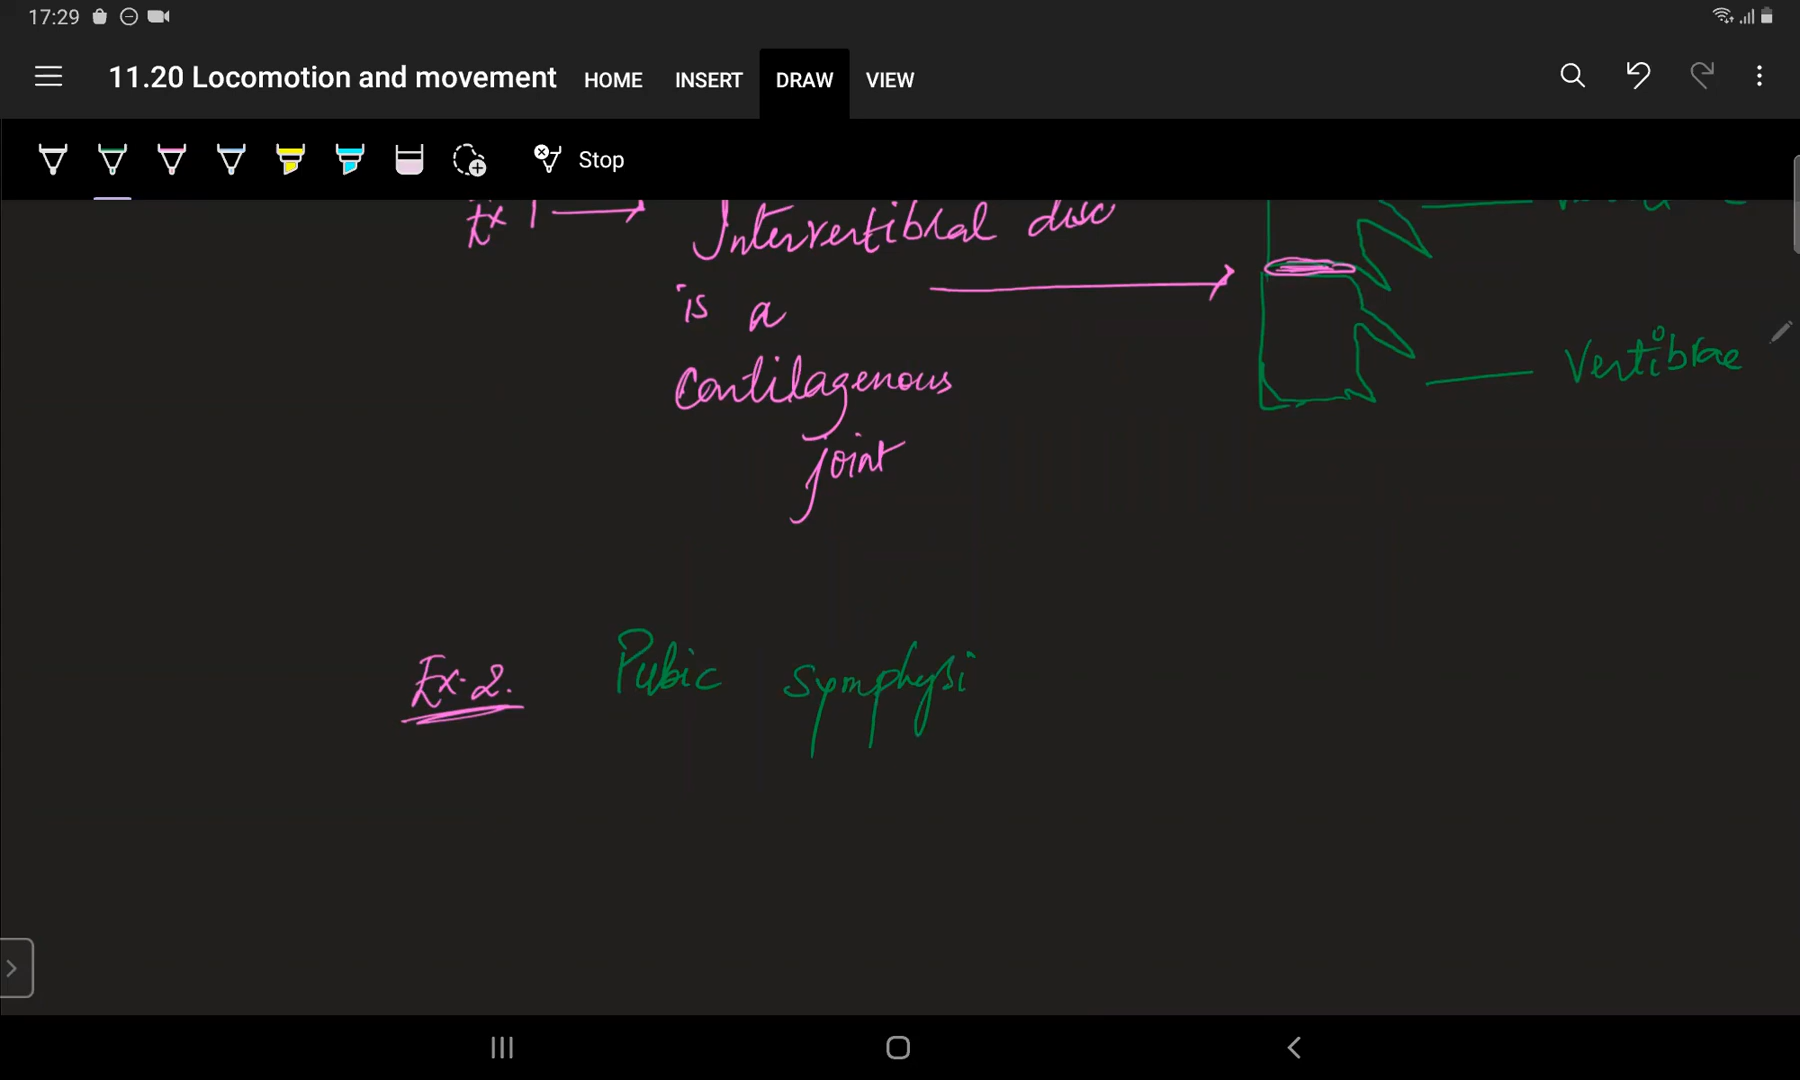 17:29
11.20 Locomotion and movement HOME INSERT DRAW VIEW
Stop
Ex 1 Intervertibral disc
is a
Cartilagenous
joint
Vertibrae
Ex-2. Pubic symphysi